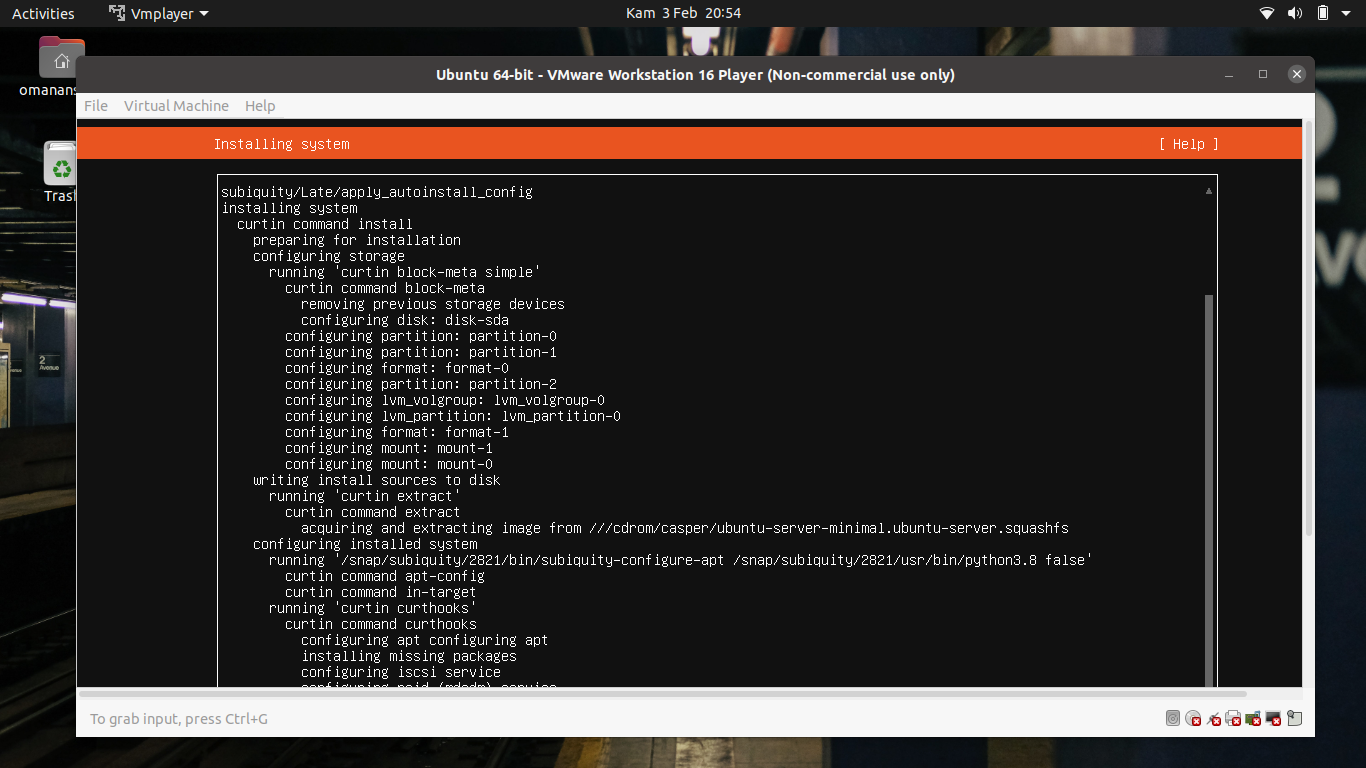 Activities
Vmplayer
Kam 3 Feb 20:54
omanans
Trash
Ubuntu 64-bit - VMware Workstation 16 Player (Non-commercial use only)
File Virtual Machine Help
Installing system
[ Help ]
subiquity/Late/apply_autoinstall_config
installing system
curtin command install
preparing for installation
configuring storage
running 'curtin block-meta simple'
curtin command block-meta
removing previous storage devices
configuring disk: disk-sda
configuring partition: partition-0
configuring partition: partition-1
configuring format: format-0
configuring partition: partition-2
configuring lvm_volgroup: lvm_volgroup-0
configuring lvm_partition: lvm_partition-0
configuring format: format-1
configuring mount: mount-1
configuring mount: mount-0
writing install sources to disk
running 'curtin extract'
curtin command extract
acquiring and extracting image from ///cdrom/casper/ubuntu-server-minimal.ubuntu-server.squashfs
configuring installed system
running '/snap/subiquity/2821/bin/subiquity-configure-apt /snap/subiquity/2821/usr/bin/python3.8 false'
curtin command apt-config
curtin command in-target
running 'curtin curthooks'
curtin command curthooks
configuring apt configuring apt
installing missing packages
configuring iscsi service
configuring raid (mdadm) service
To grab input, press Ctrl+G
2
Avenue